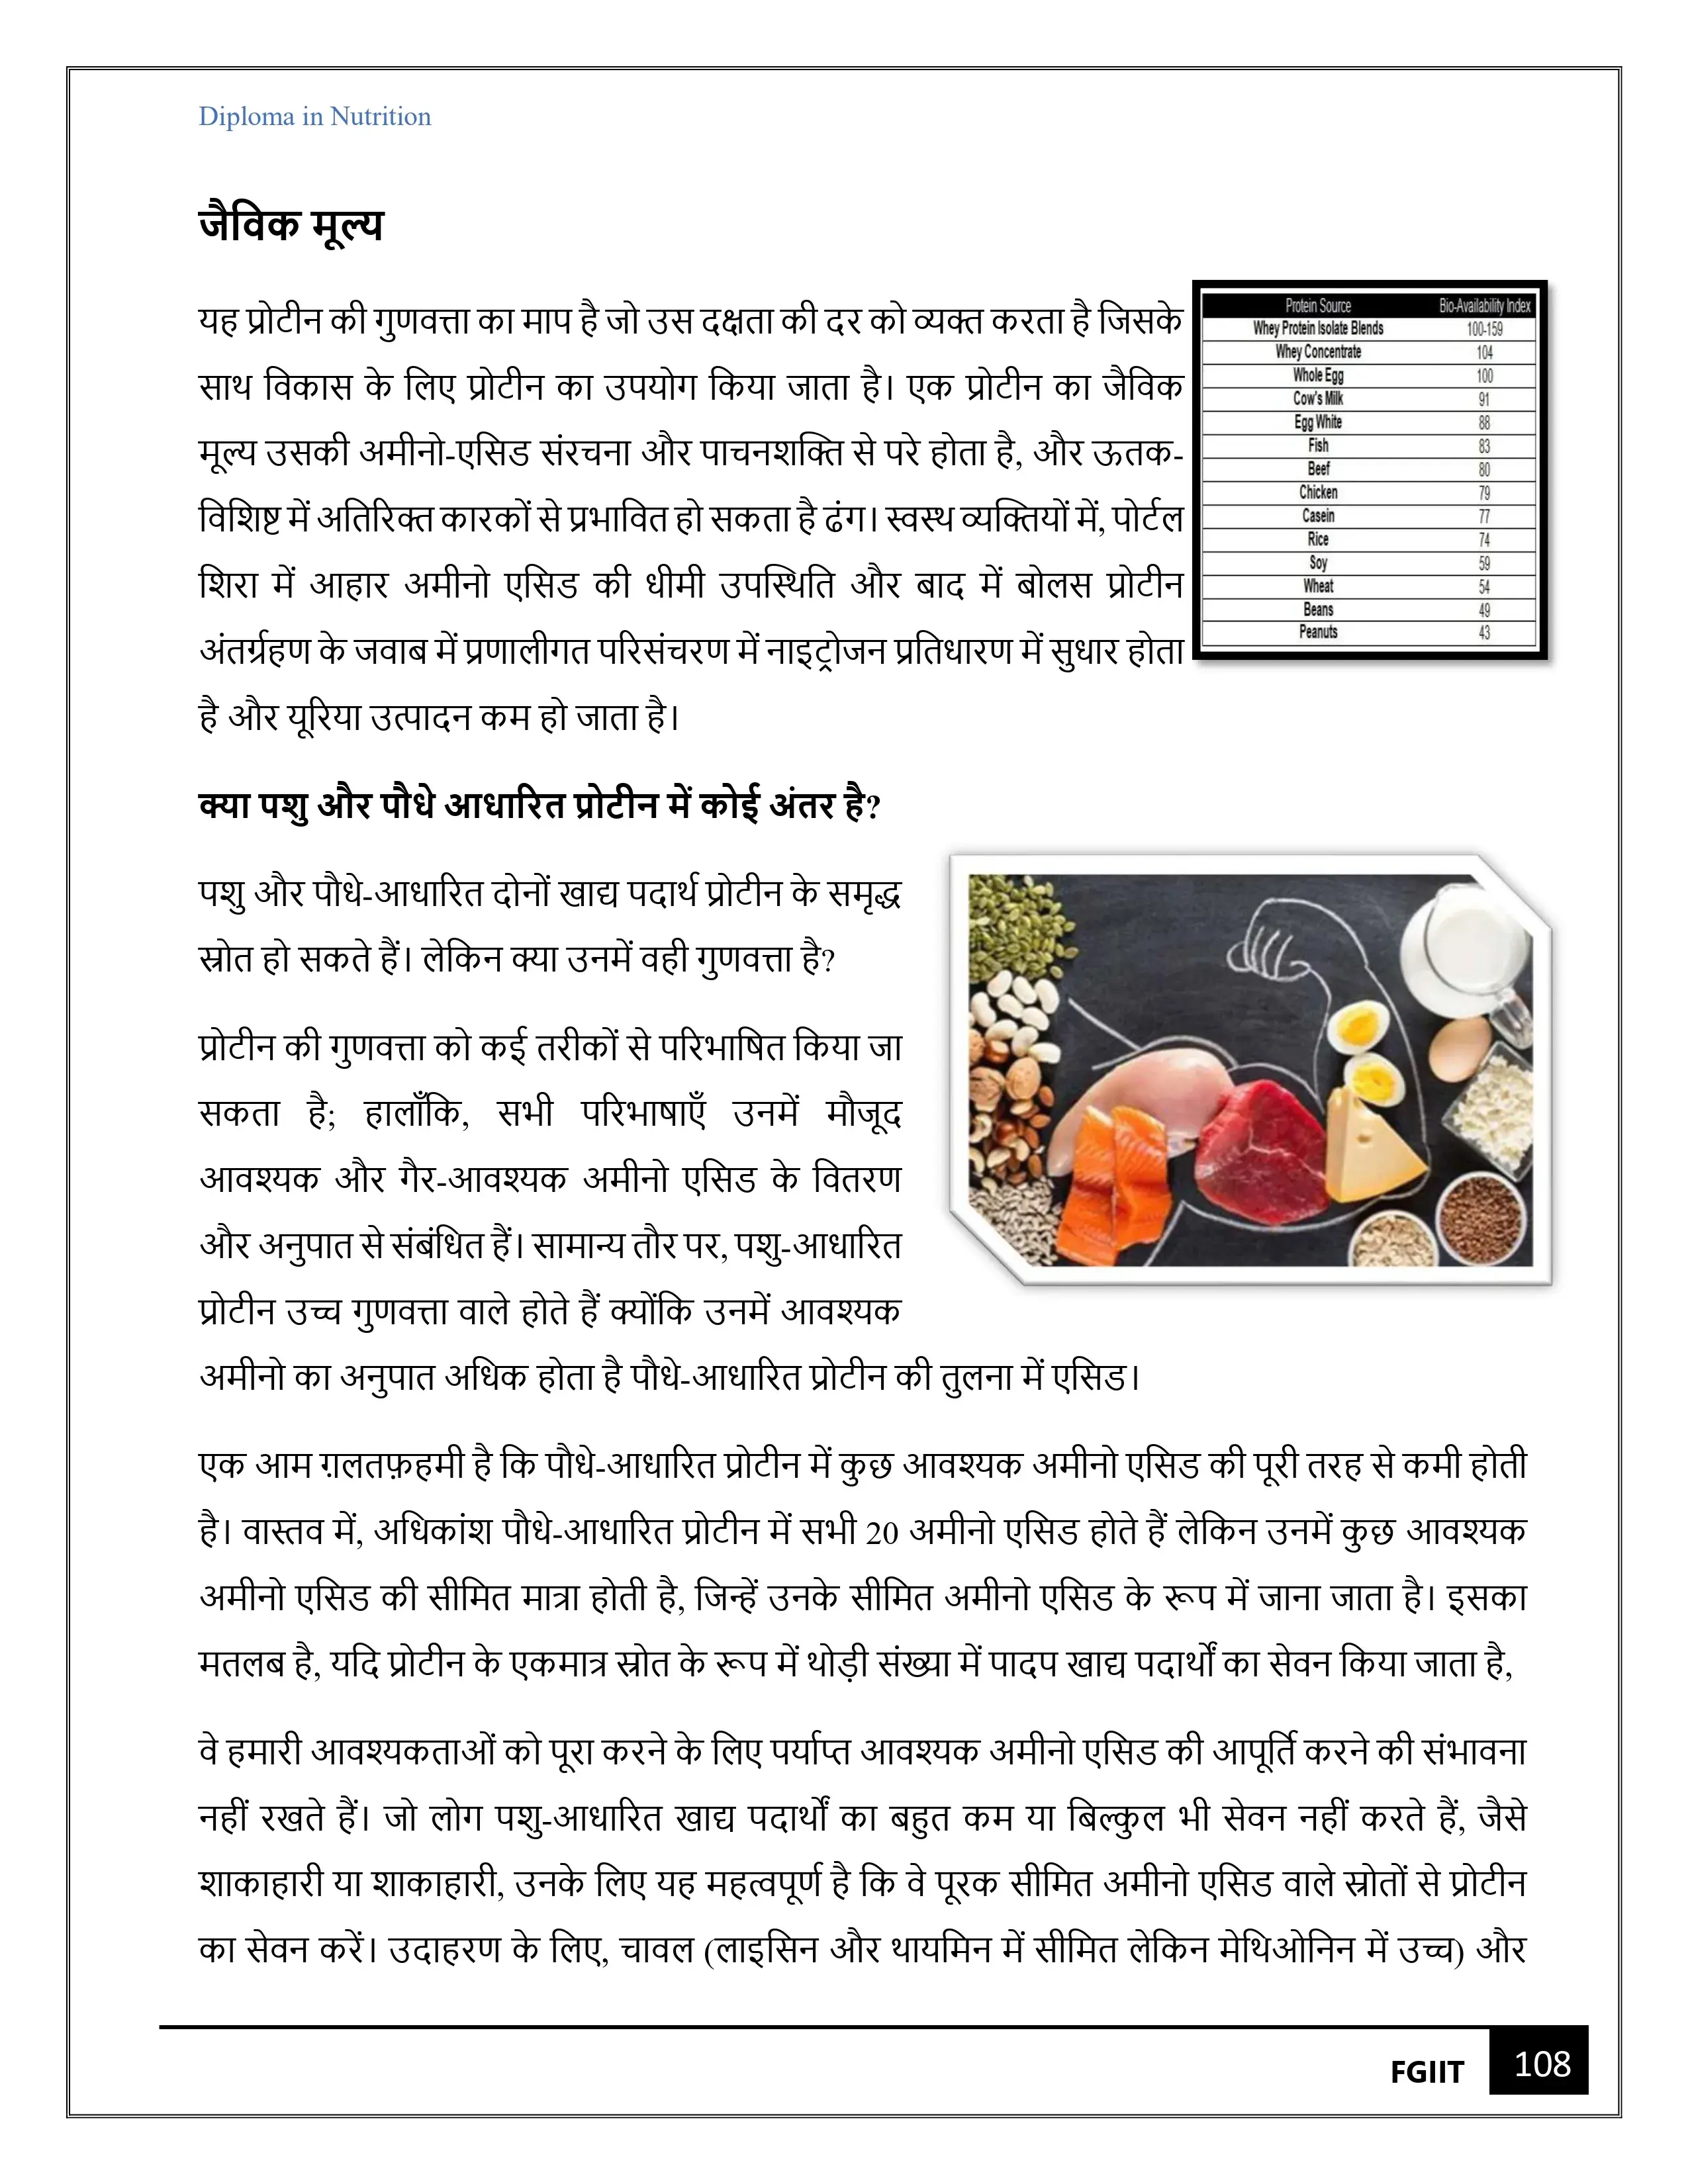 Diploma in Nutrition
जैविक मूल्य
यह प्रोटीन की गुणवत्ता का माप है जो उस दक्षता की दर को व्यक्त करता है जिसके
साथ विकास के लिए प्रोटीन का उपयोग किया जाता है। एक प्रोटीन का जैविक
मूल्य उसकी अमीनो-एसिड संरचना और पाचनशक्ति से परे होता है, और ऊतक-
विशिष्ट में अतिरिक्त कारकों से प्रभावित हो सकता है ढंग। स्वस्थ व्यक्तियों में, पोर्टल
शिरा में आहार अमीनो एसिड की धीमी उपस्थिति और बाद में बोलस प्रोटीन
अंतर्ग्रहण के जवाब में प्रणालीगत परिसंचरण में नाइट्रोजन प्रतिधारण में सुधार होता
है और यूरिया उत्पादन कम हो जाता है।
Protein Source Bio-Availability Index
Whey Protein Isolate Blends 100-159
Whey Concentrate 104
Whole Egg 100
Cow's Milk 91
Egg White 88
Fish 83
Beef 80
Chicken 79
Casein 77
Rice 74
Soy 59
Wheat 54
Beans 49
Peanuts 43
क्या पशु और पौधे आधारित प्रोटीन में कोई अंतर है?
पशु और पौधे-आधारित दोनों खाद्य पदार्थ प्रोटीन के समृद्ध
स्रोत हो सकते हैं। लेकिन क्या उनमें वही गुणवत्ता है?
प्रोटीन की गुणवत्ता को कई तरीकों से परिभाषित किया जा
सकता है; हालाँकि, सभी परिभाषाएँ उनमें मौजूद
आवश्यक और गैर-आवश्यक अमीनो एसिड के वितरण
और अनुपात से संबंधित हैं। सामान्य तौर पर, पशु-आधारित
प्रोटीन उच्च गुणवत्ता वाले होते हैं क्योंकि उनमें आवश्यक
अमीनो का अनुपात अधिक होता है पौधे-आधारित प्रोटीन की तुलना में एसिड।
एक आम ग़लतफ़हमी है कि पौधे-आधारित प्रोटीन में कुछ आवश्यक अमीनो एसिड की पूरी तरह से कमी होती
है। वास्तव में, अधिकांश पौधे-आधारित प्रोटीन में सभी 20 अमीनो एसिड होते हैं लेकिन उनमें कुछ आवश्यक
अमीनो एसिड की सीमित मात्रा होती है, जिन्हें उनके सीमित अमीनो एसिड के रूप में जाना जाता है। इसका
मतलब है, यदि प्रोटीन के एकमात्र स्रोत के रूप में थोड़ी संख्या में पादप खाद्य पदार्थों का सेवन किया जाता है,
वे हमारी आवश्यकताओं को पूरा करने के लिए पर्याप्त आवश्यक अमीनो एसिड की आपूर्ति करने की संभावना
नहीं रखते हैं। जो लोग पशु-आधारित खाद्य पदार्थों का बहुत कम या बिल्कुल भी सेवन नहीं करते हैं, जैसे
शाकाहारी या शाकाहारी, उनके लिए यह महत्वपूर्ण है कि वे पूरक सीमित अमीनो एसिड वाले स्रोतों से प्रोटीन
का सेवन करें। उदाहरण के लिए, चावल (लाइसिन और थायमिन में सीमित लेकिन मेथिओनिन में उच्च) और
FGIIT 108